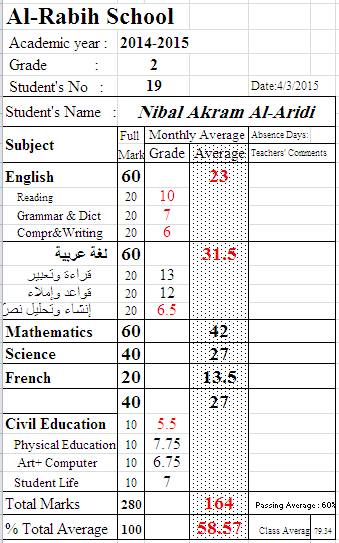 Al-Rabih School
Academic year : 2014-2015
Grade : 2
Student's No : 19 Date:4/3/2015
Student's Name : Nibal Akram Al-Aridi
Subject Full Mark Monthly Average Absence Days:
Grade Average Teachers' Comments
English 60 23
Reading 20 10
Grammar & Dict 20 7
Compr&Writing 20 6
لغة عربية 60 31.5
قراءة وتعبير 20 13
قواعد وإملاء 20 12
إنشاء وتحليل نص 20 6.5
Mathematics 60 42
Science 40 27
French 20 13.5
40 27
Civil Education 10 5.5
Physical Education 10 7.75
Art+ Computer 10 6.75
Student Life 10 7
Total Marks 280 164 Passing Average : 60%
% Total Average 100 58.57 Class Averag 79.34